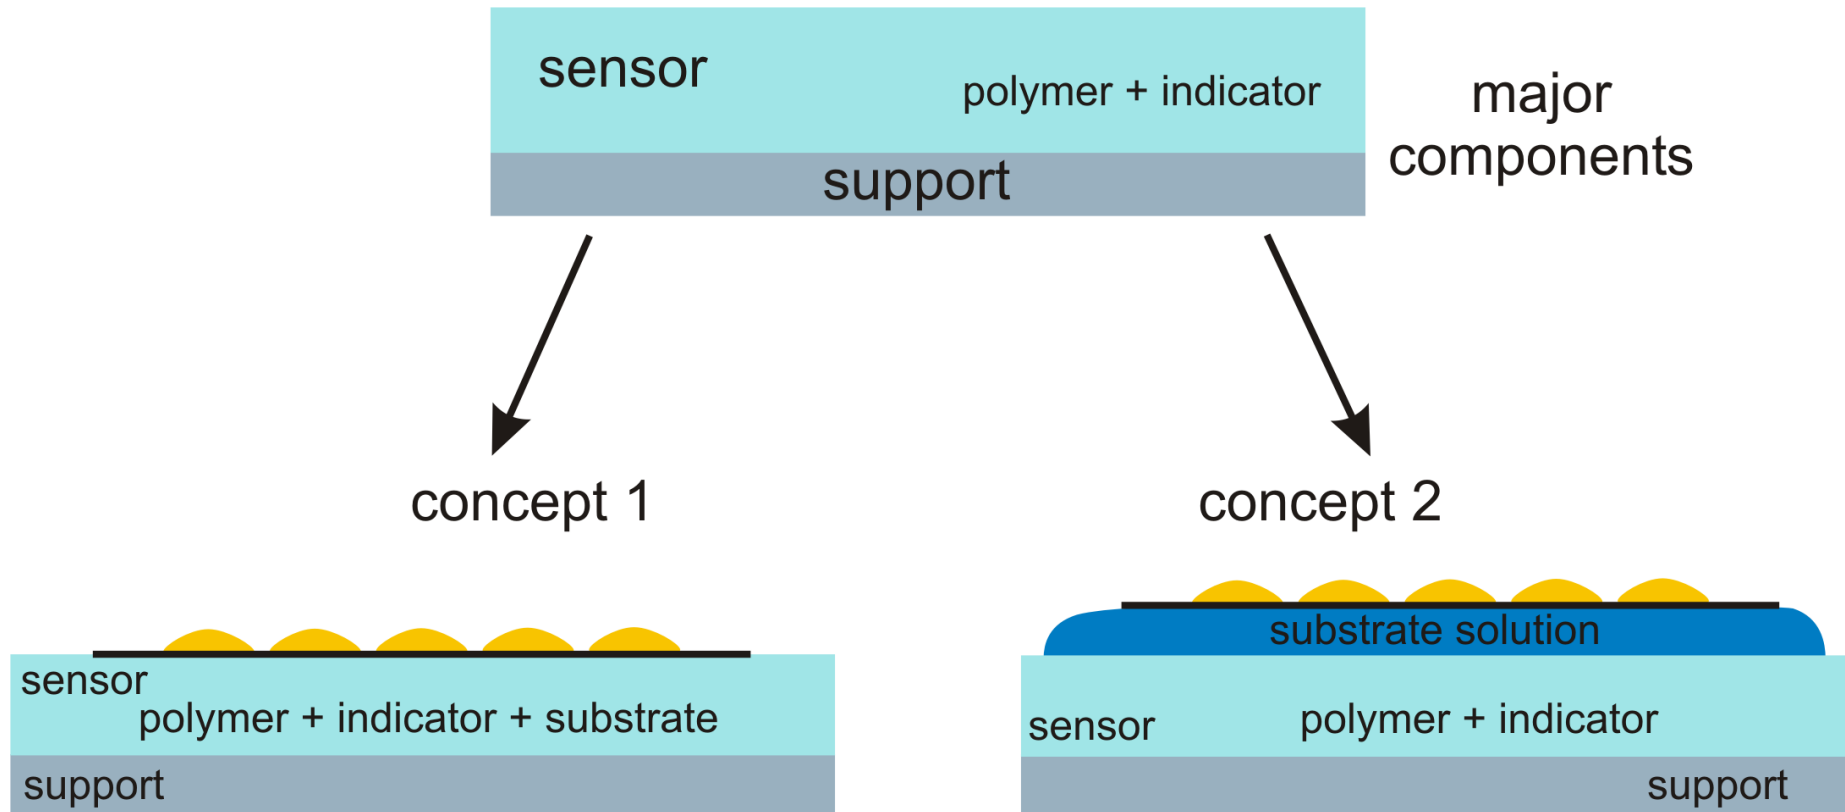 sensor
polymer + indicator
support
major
components
concept 1
concept 2
sensor
polymer + indicator + substrate
support
substrate solution
sensor
polymer + indicator
support